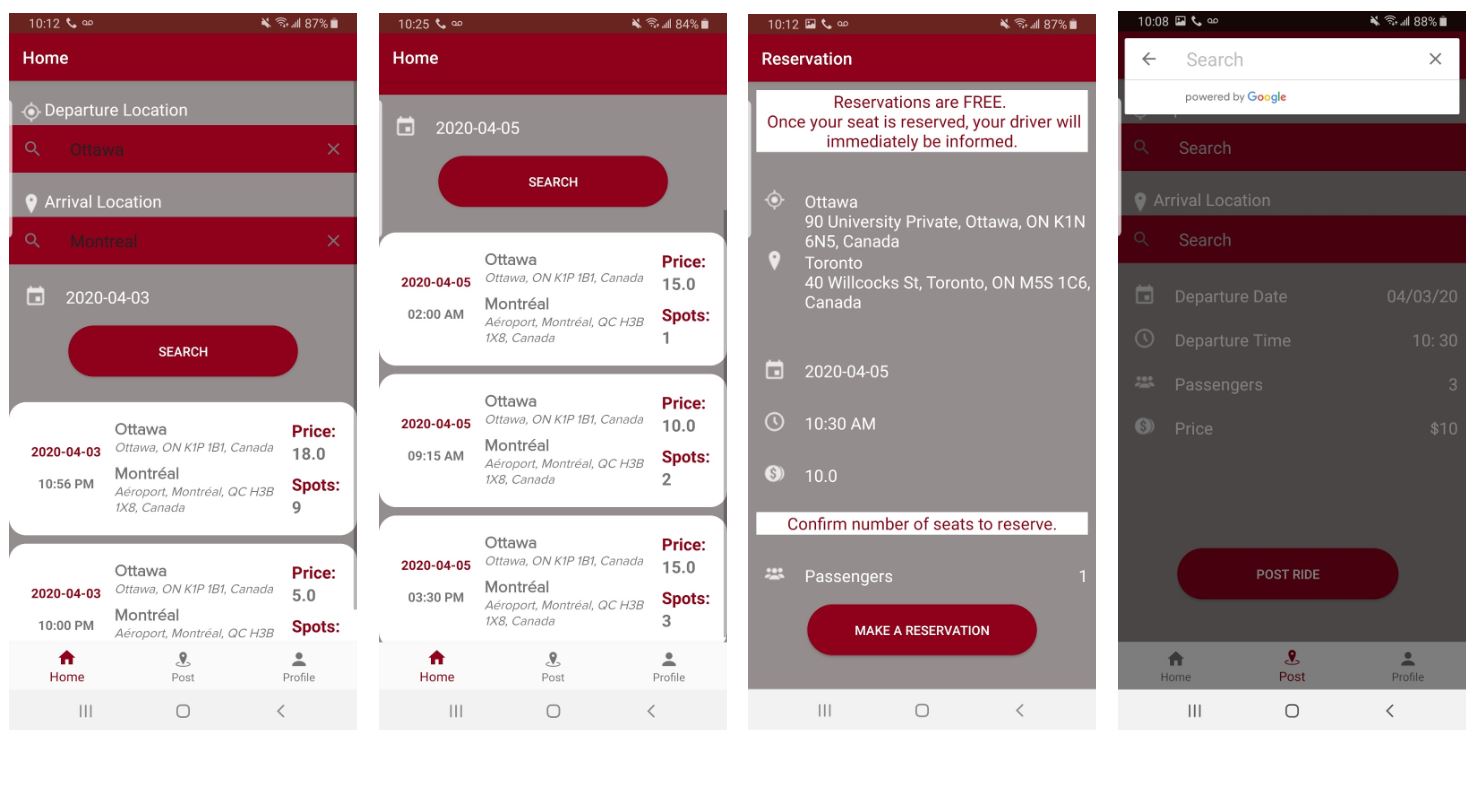 10:12 87%
Home
Departure Location
Ottawa
Arrival Location
Montreal
2020-04-03
SEARCH
2020-04-03
10:56 PM
Ottawa
Ottawa, ON K1P 1B1, Canada
Montréal
Aéroport, Montréal, QC H3B
1X8, Canada
Price:
18.0
Spots:
9
2020-04-03
10:00 PM
Ottawa
Ottawa, ON K1P 1B1, Canada
Montréal
Aéroport, Montréal, QC H3B
Price:
5.0
Spots:
Home Post Profile
10:25 84%
Home
2020-04-05
SEARCH
2020-04-05
02:00 AM
Ottawa
Ottawa, ON K1P 1B1, Canada
Montréal
Aéroport, Montréal, QC H3B
1X8, Canada
Price:
15.0
Spots:
1
2020-04-05
09:15 AM
Ottawa
Ottawa, ON K1P 1B1, Canada
Montréal
Aéroport, Montréal, QC H3B
1X8, Canada
Price:
10.0
Spots:
2
2020-04-05
03:30 PM
Ottawa
Ottawa, ON K1P 1B1, Canada
Montréal
Aéroport, Montréal, QC H3B
1X8, Canada
Price:
15.0
Spots:
3
Home Post Profile
10:12 87%
Reservation
Reservations are FREE.
Once your seat is reserved, your driver will
immediately be informed.
Ottawa
90 University Private, Ottawa, ON K1N
6N5, Canada
Toronto
40 Willcocks St, Toronto, ON M5S 1C6,
Canada
2020-04-05
10:30 AM
10.0
Confirm number of seats to reserve.
Passengers 1
MAKE A RESERVATION
10:08 88%
Search
powered by Google
Search
Arrival Location
Search
Departure Date 04/03/20
Departure Time 10: 30
Passengers 3
Price $10
POST RIDE
Home Post Profile